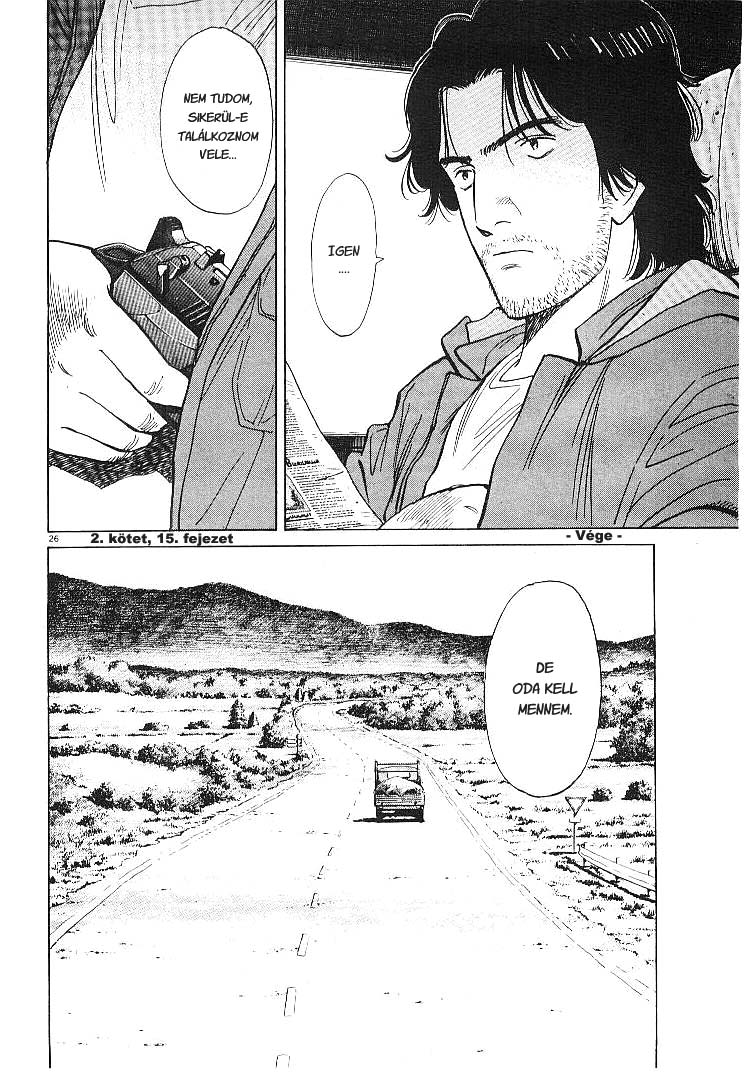 IGEN
....
NEM TUDOM,
SIKERÜL-E
TALÁLKOZNOM
VELE...
26
2. kötet, 15. fejezet
- Vége -
DE
ODA KELL
MENNEM.